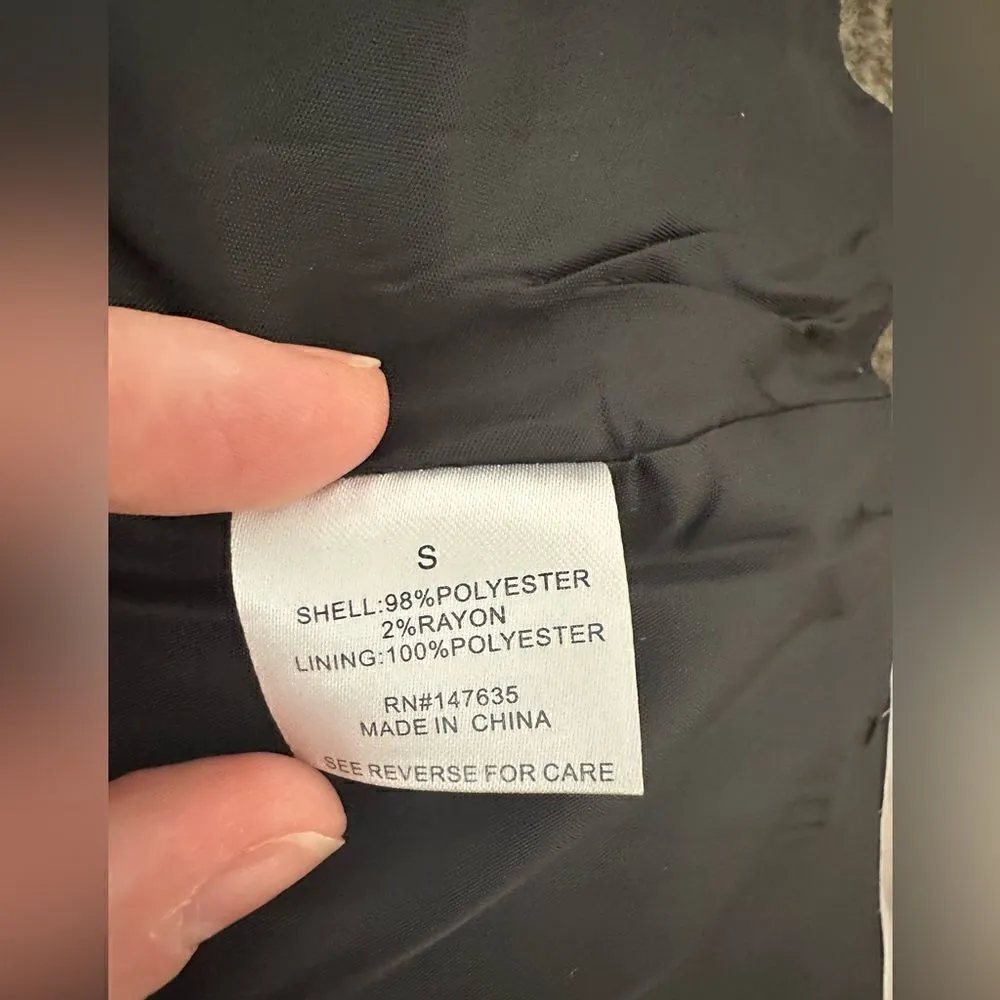 S
SHELL:98%POLYESTER
2%RAYON
LINING:100%POLYESTER
RN#147635
MADE IN CHINA
SEE REVERSE FOR CARE